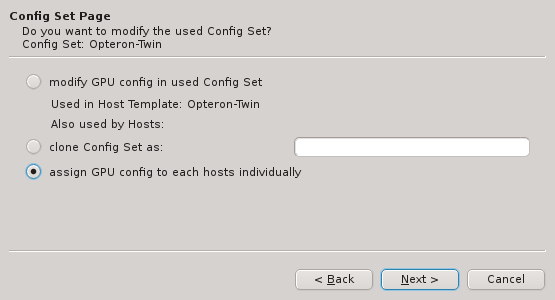 Config Set Page
Do you want to modify the used Config Set?
Config Set: Opteron-Twin
modify GPU config in used Config Set
Used in Host Template: Opteron-Twin
Also used by Hosts:
clone Config Set as:
assign GPU config to each hosts individually
< Back Next > Cancel